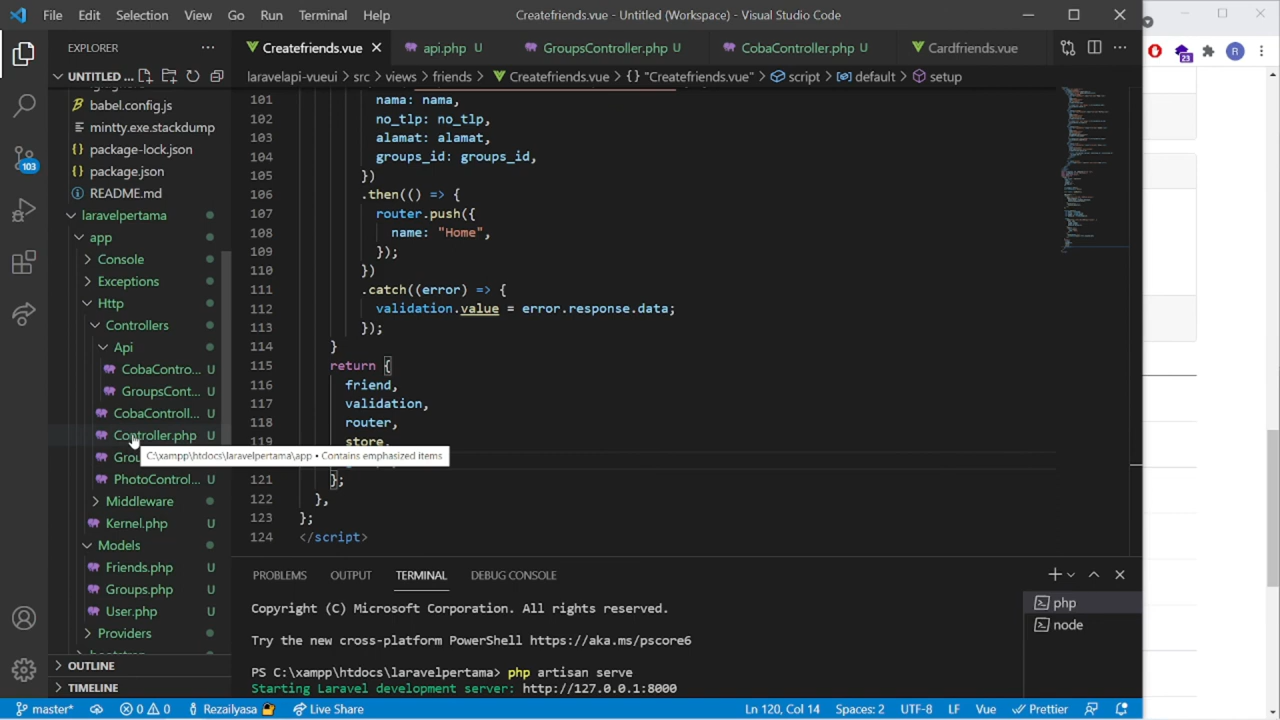 File Edit Selection View Go Run Terminal Help Createfriends.vue - Untitled (Workspace) - Visual Studio Code
EXPLORER ...
Createfriends.vue api.php U GroupsController.php U CobaController.php U Cardfriends.vue
UNTITLED ...
laravelapi-vueui > src > views > friends > Createfriends.vue > {} "Createfriends.vue" > script > default > setup
babel.config.js
minty.exe.stackdump
package-lock.json
package.json
README.md
laravelpertama
app
Console
Exceptions
Http
Controllers
Api
CobaContro... U
GroupsCont... U
CobaControll... U
Controller.php U
PhotoControl... U
Middleware
Kernel.php U
Models
Friends.php U
Groups.php U
User.php U
Providers
OUTLINE
TIMELINE
101 nama: nama,
102 no_tlp: no_tlp,
103 alamat: alamat,
104 groups_id: groups_id,
105 })
106 .then(() => {
107 router.push({
108 name: "Home",
109 });
110 })
111 .catch((error) => {
112 validation.value = error.response.data;
113 });
114 }
115 return {
116 friend,
117 validation,
118 router,
119 store,
C:\xampp\htdocs\laravelpertama\app • Contains emphasized items
121 };
122 },
123 };
124 </script>
PROBLEMS OUTPUT TERMINAL DEBUG CONSOLE
Copyright (C) Microsoft Corporation. All rights reserved.
Try the new cross-platform PowerShell https://aka.ms/pscore6
PS C:\xampp\htdocs\laravelpertama> php artisan serve
Starting Laravel development server: http://127.0.0.1:8000
php
node
103
23
R
master* 0 0 Rezailyasa Live Share Ln 120, Col 14 Spaces: 2 UTF-8 LF Vue Prettier